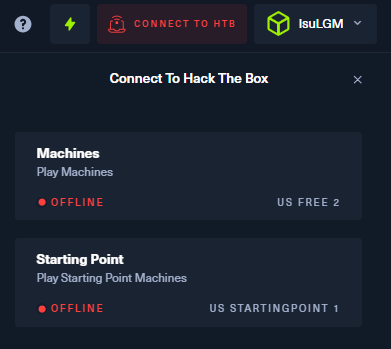 ?
CONNECT TO HTB
IsuLGM
Connect To Hack The Box
Machines
Play Machines
OFFLINE US FREE 2
Starting Point
Play Starting Point Machines
OFFLINE US STARTINGPOINT 1